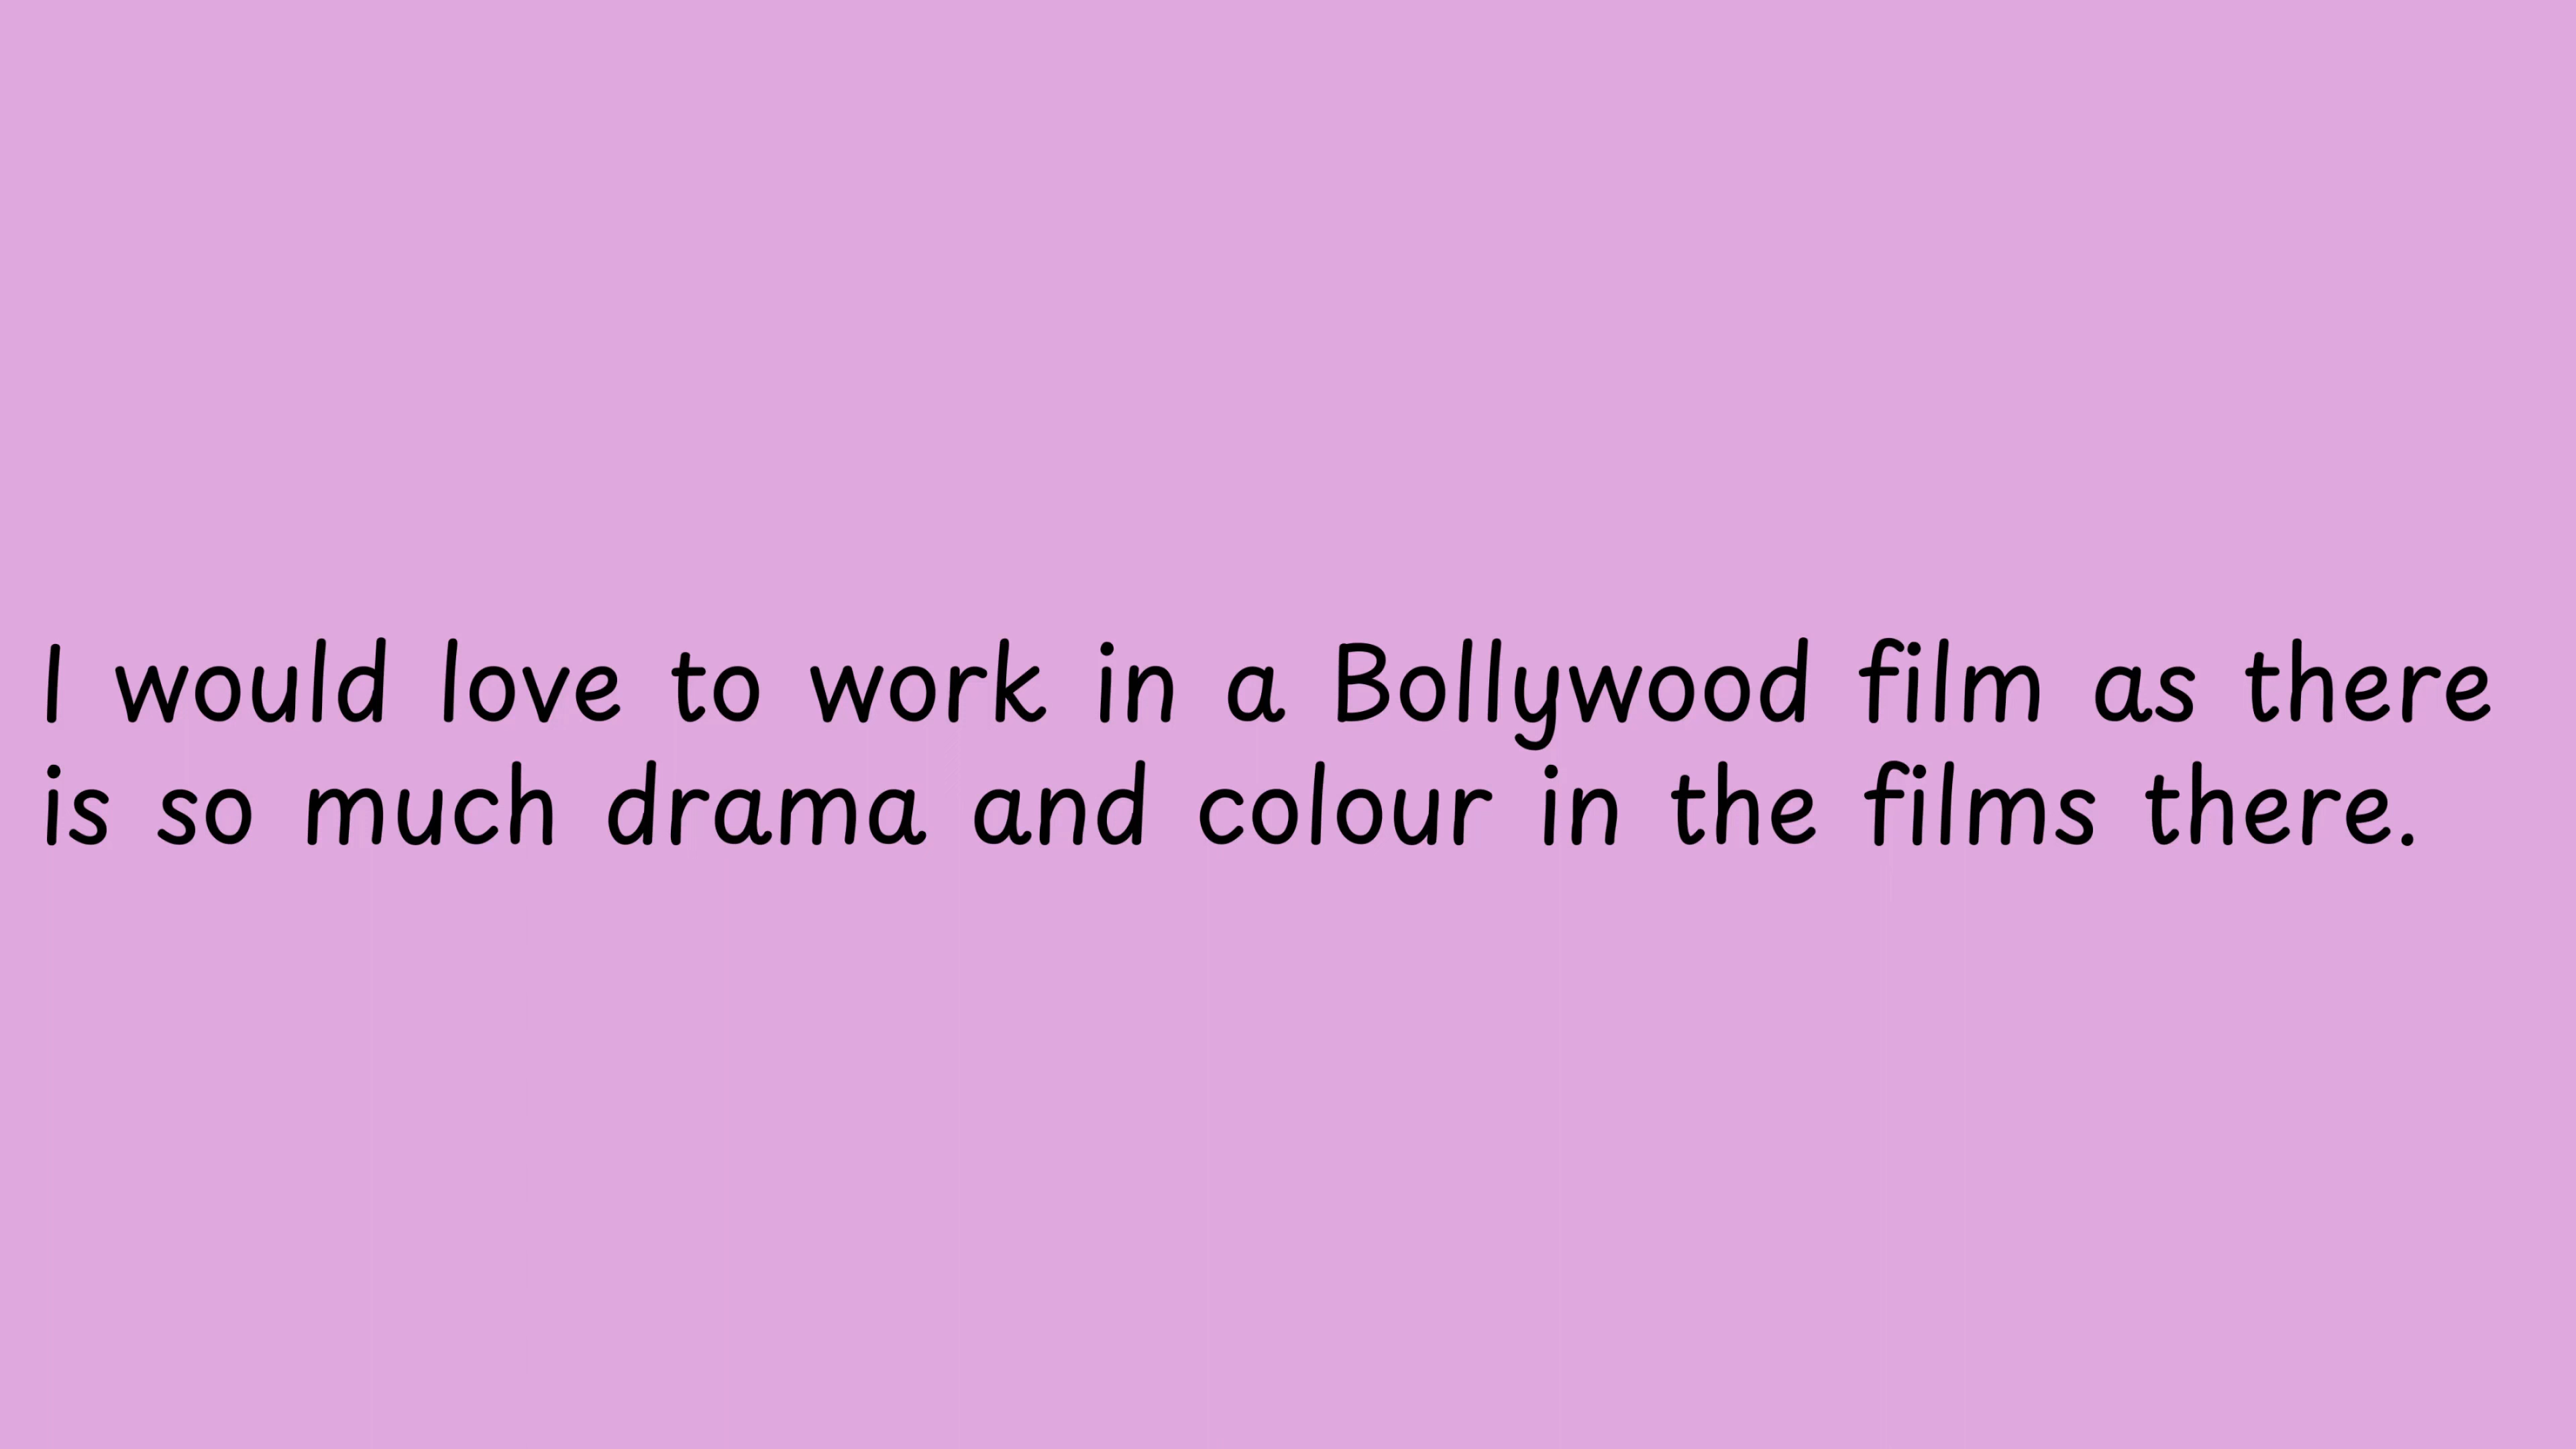 I would love to work in a Bollywood film as there
is so much drama and colour in the films there.